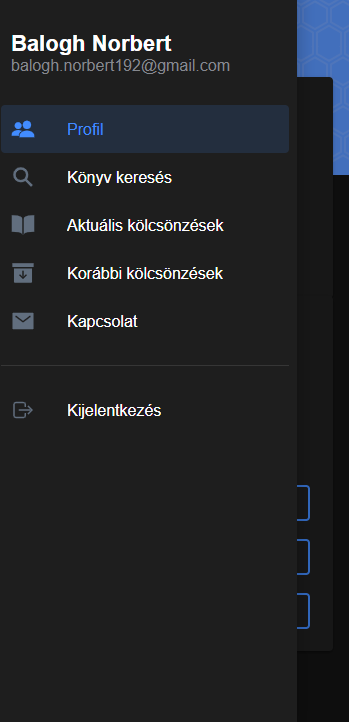 Balogh Norbert
balogh.norbert192@gmail.com
Profil
Könyv keresés
Aktuális kölcsönzések
Korábbi kölcsönzések
Kapcsolat
Kijelentkezés